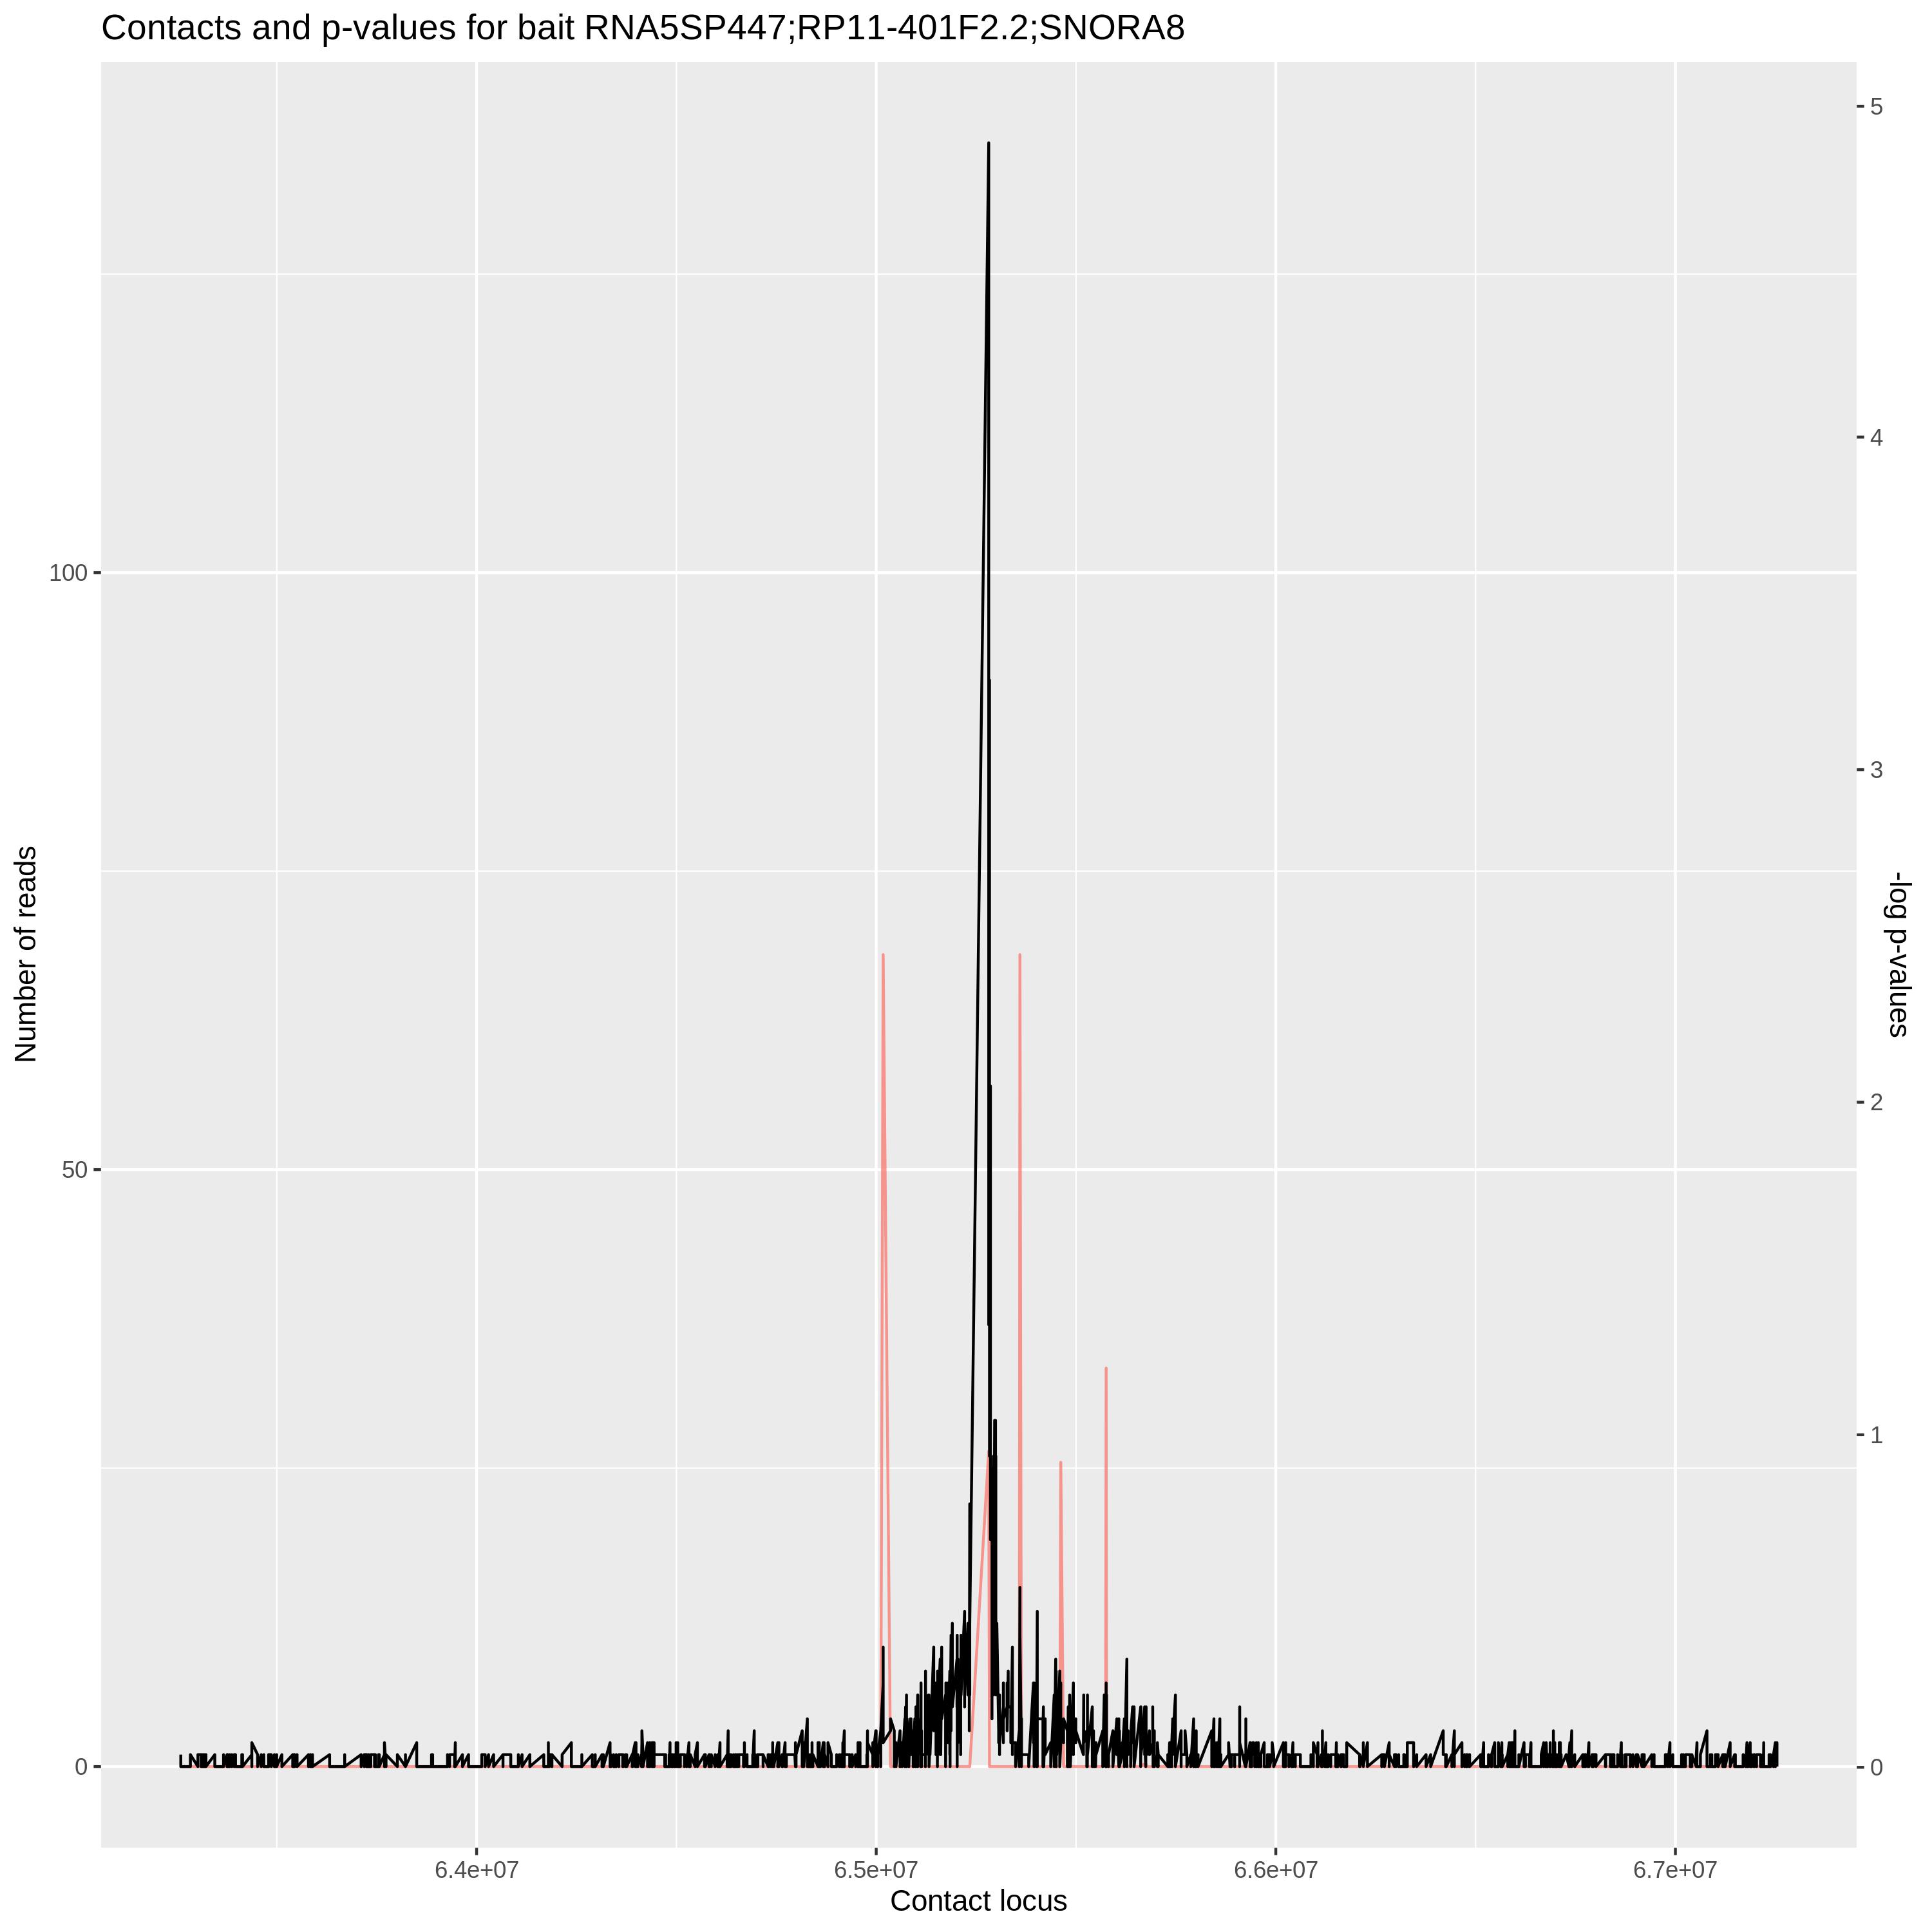 Contacts and p-values for bait RNA5SP447;RP11-401F2.2;SNORA8
Number of reads
100
50
0
5
4
3
2
1
0
-log p-values
6.4e+07 6.5e+07 6.6e+07 6.7e+07
Contact locus